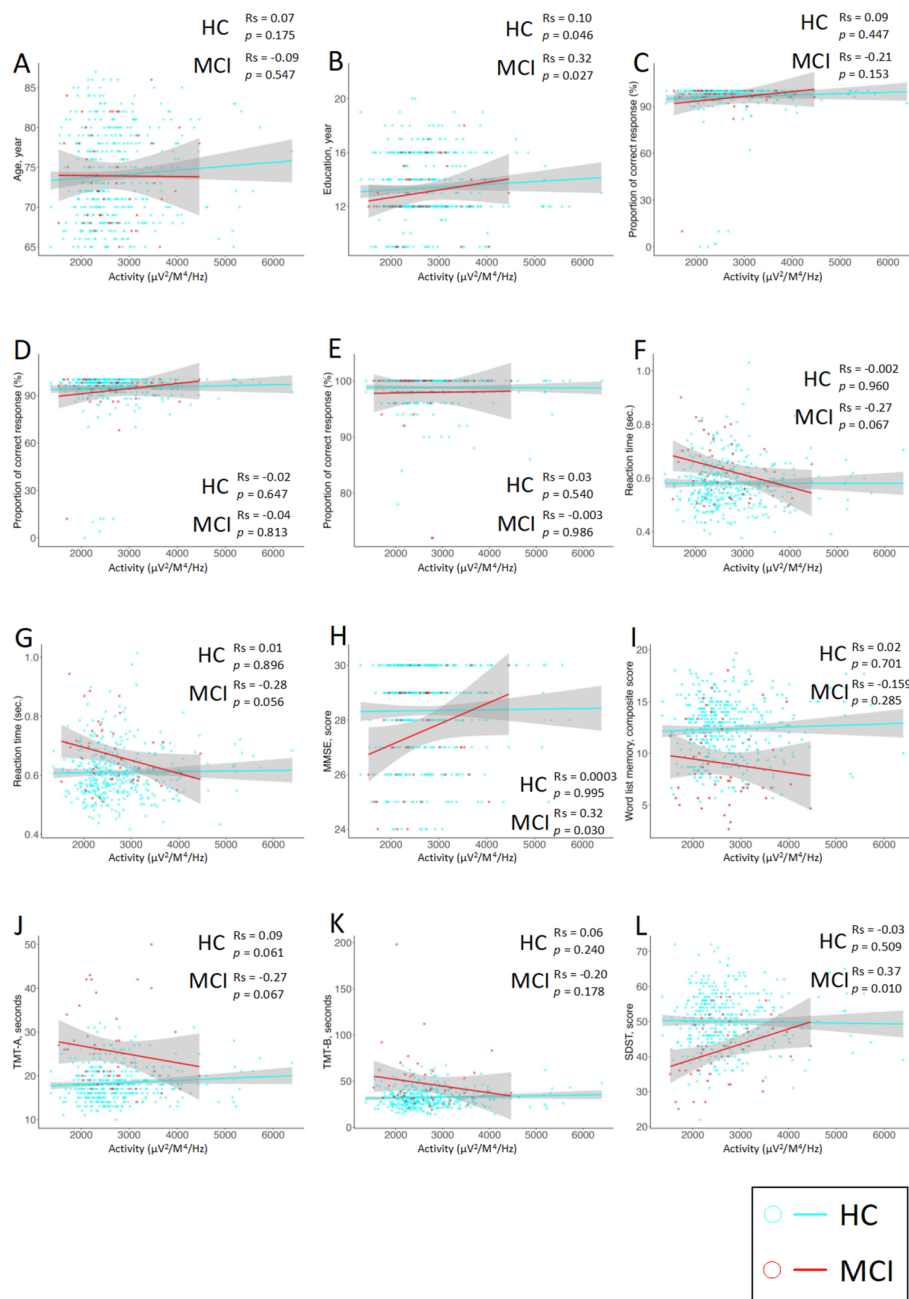 A
HC
Rs = 0.07
p = 0.175
MCI
Rs = -0.09
p = 0.547
Age, year
85
80
75
70
65
2000 3000 4000 5000 6000
Activity (µV²/M⁴/Hz)
B
HC
Rs = 0.10
p = 0.046
MCI
Rs = 0.32
p = 0.027
Education, year
20
16
12
2000 3000 4000 5000 6000
Activity (µV²/M⁴/Hz)
C
HC
Rs = 0.09
p = 0.447
MCI
Rs = -0.21
p = 0.153
Proportion of correct response (%)
90
60
30
0
2000 3000 4000 5000 6000
Activity (µV²/M⁴/Hz)
D
Proportion of correct response (%)
90
60
30
0
HC
Rs = -0.02
p = 0.647
MCI
Rs = -0.04
p = 0.813
2000 3000 4000 5000 6000
Activity (µV²/M⁴/Hz)
E
Proportion of correct response (%)
100
90
80
HC
Rs = 0.03
p = 0.540
MCI
Rs = -0.003
p = 0.986
2000 3000 4000 5000 6000
Activity (µV²/M⁴/Hz)
F
HC
Rs = -0.002
p = 0.960
MCI
Rs = -0.27
p = 0.067
Reaction time (sec.)
1.0
0.8
0.6
0.4
2000 3000 4000 5000 6000
Activity (µV²/M⁴/Hz)
G
HC
Rs = 0.01
p = 0.896
MCI
Rs = -0.28
p = 0.056
Reaction time (sec.)
1.0
0.8
0.6
0.4
2000 3000 4000 5000 6000
Activity (µV²/M⁴/Hz)
H
MMSE, score
30
28
26
24
HC
Rs = 0.0003
p = 0.995
MCI
Rs = 0.32
p = 0.030
2000 3000 4000 5000 6000
Activity (µV²/M⁴/Hz)
I
HC
Rs = 0.02
p = 0.701
MCI
Rs = -0.159
p = 0.285
Word list memory, composite score
20
15
10
5
2000 3000 4000 5000 6000
Activity (µV²/M⁴/Hz)
J
HC
Rs = 0.09
p = 0.061
MCI
Rs = -0.27
p = 0.067
TMT-A, seconds
50
40
30
20
10
2000 3000 4000 5000 6000
Activity (µV²/M⁴/Hz)
K
HC
Rs = 0.06
p = 0.240
MCI
Rs = -0.20
p = 0.178
TMT-B, seconds
200
150
100
50
0
2000 3000 4000 5000 6000
Activity (µV²/M⁴/Hz)
L
HC
Rs = -0.03
p = 0.509
MCI
Rs = 0.37
p = 0.010
SDST, score
70
60
50
40
30
20
2000 3000 4000 5000 6000
Activity (µV²/M⁴/Hz)
HC
MCI